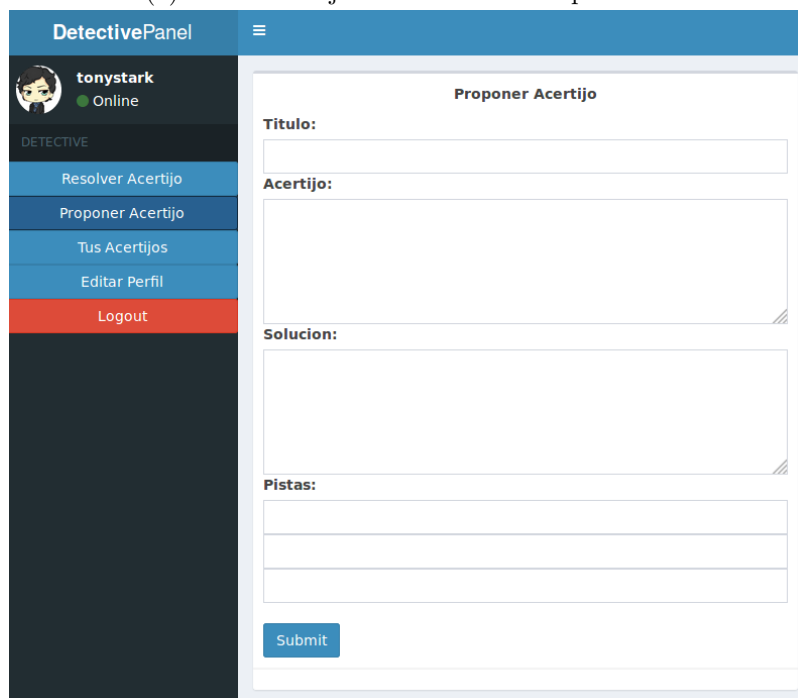 DetectivePanel
tonystark
Online
DETECTIVE
Resolver Acertijo
Proponer Acertijo
Tus Acertijos
Editar Perfil
Logout
Proponer Acertijo
Titulo:
Acertijo:
Solucion:
Pistas:
Submit